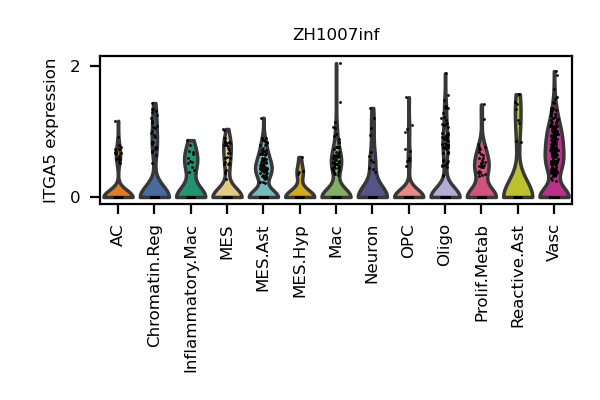 ZH1007inf
ITGA5 expression
2
0
AC
Chromatin.Reg
Inflammatory.Mac
MES
MES.Ast
MES.Hyp
Mac
Neuron
OPC
Oligo
Prolif.Metab
Reactive.Ast
Vasc